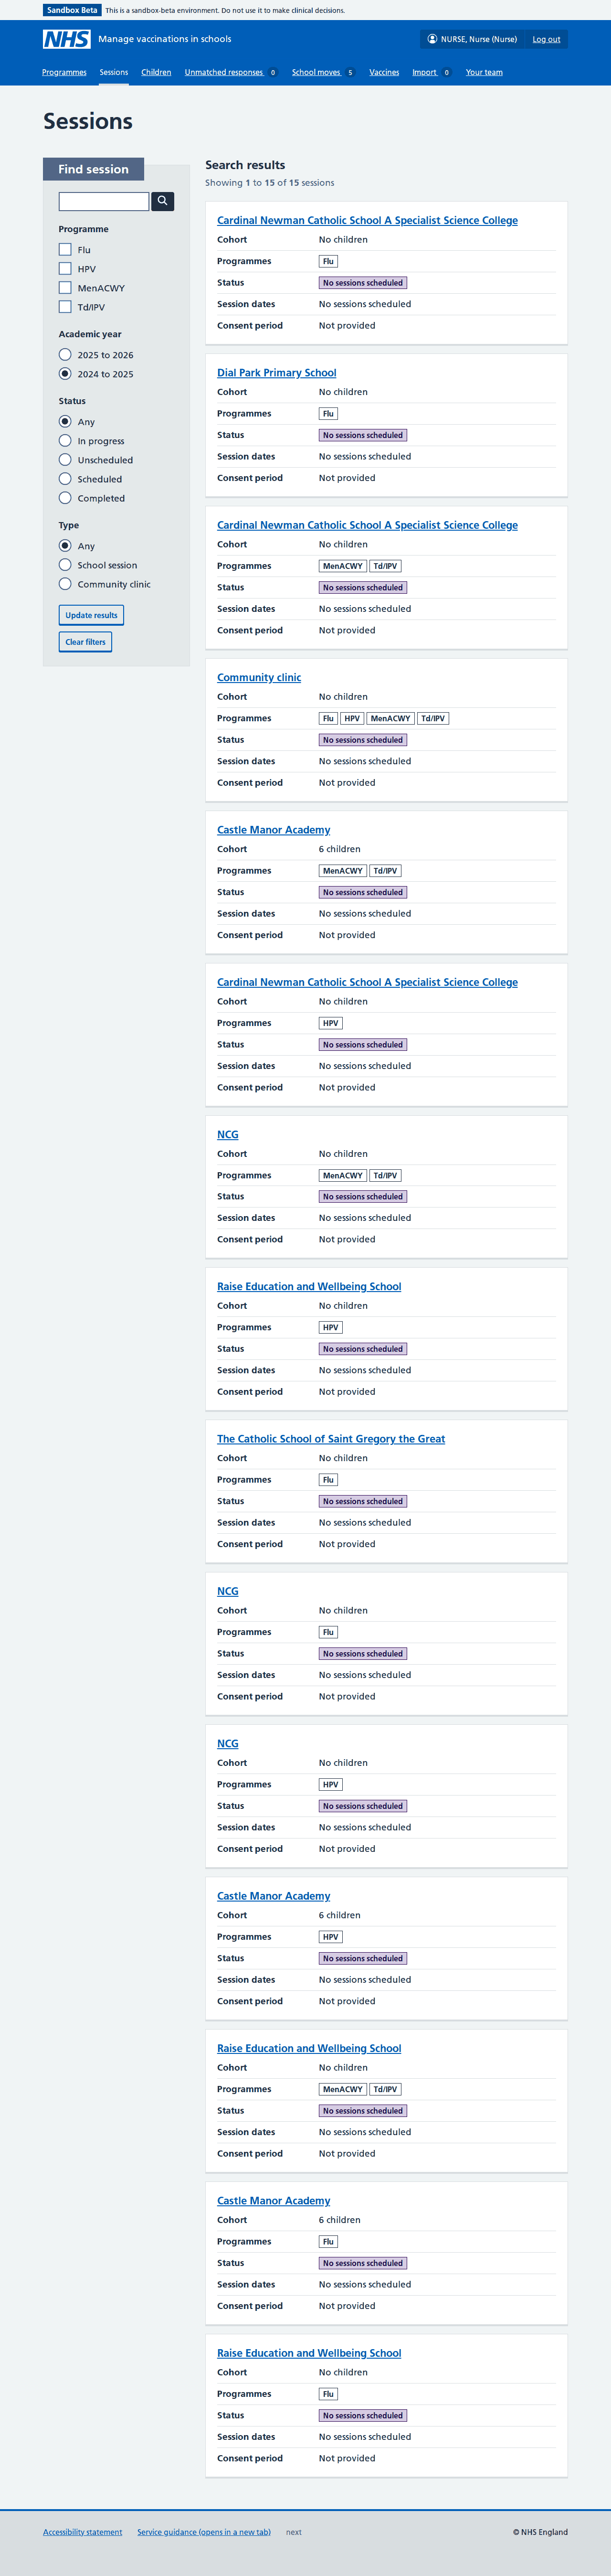 Sandbox Beta This is a sandbox-beta environment. Do not use it to make clinical decisions.
NHS Manage vaccinations in schools NURSE, Nurse (Nurse) Log out
Programmes Sessions Children Unmatched responses 0 School moves 5 Vaccines Import 0 Your team
Sessions
Find session
Programme
Flu
HPV
MenACWY
Td/IPV
Academic year
2025 to 2026
2024 to 2025
Status
Any
In progress
Unscheduled
Scheduled
Completed
Type
Any
School session
Community clinic
Update results
Clear filters
Search results
Showing 1 to 15 of 15 sessions
Cardinal Newman Catholic School A Specialist Science College
Cohort No children
Programmes Flu
Status No sessions scheduled
Session dates No sessions scheduled
Consent period Not provided
Dial Park Primary School
Cohort No children
Programmes Flu
Status No sessions scheduled
Session dates No sessions scheduled
Consent period Not provided
Cardinal Newman Catholic School A Specialist Science College
Cohort No children
Programmes MenACWY Td/IPV
Status No sessions scheduled
Session dates No sessions scheduled
Consent period Not provided
Community clinic
Cohort No children
Programmes Flu HPV MenACWY Td/IPV
Status No sessions scheduled
Session dates No sessions scheduled
Consent period Not provided
Castle Manor Academy
Cohort 6 children
Programmes MenACWY Td/IPV
Status No sessions scheduled
Session dates No sessions scheduled
Consent period Not provided
Cardinal Newman Catholic School A Specialist Science College
Cohort No children
Programmes HPV
Status No sessions scheduled
Session dates No sessions scheduled
Consent period Not provided
NCG
Cohort No children
Programmes MenACWY Td/IPV
Status No sessions scheduled
Session dates No sessions scheduled
Consent period Not provided
Raise Education and Wellbeing School
Cohort No children
Programmes HPV
Status No sessions scheduled
Session dates No sessions scheduled
Consent period Not provided
The Catholic School of Saint Gregory the Great
Cohort No children
Programmes Flu
Status No sessions scheduled
Session dates No sessions scheduled
Consent period Not provided
NCG
Cohort No children
Programmes Flu
Status No sessions scheduled
Session dates No sessions scheduled
Consent period Not provided
NCG
Cohort No children
Programmes HPV
Status No sessions scheduled
Session dates No sessions scheduled
Consent period Not provided
Castle Manor Academy
Cohort 6 children
Programmes HPV
Status No sessions scheduled
Session dates No sessions scheduled
Consent period Not provided
Raise Education and Wellbeing School
Cohort No children
Programmes MenACWY Td/IPV
Status No sessions scheduled
Session dates No sessions scheduled
Consent period Not provided
Castle Manor Academy
Cohort 6 children
Programmes Flu
Status No sessions scheduled
Session dates No sessions scheduled
Consent period Not provided
Raise Education and Wellbeing School
Cohort No children
Programmes Flu
Status No sessions scheduled
Session dates No sessions scheduled
Consent period Not provided
Accessibility statement Service guidance (opens in a new tab) next © NHS England